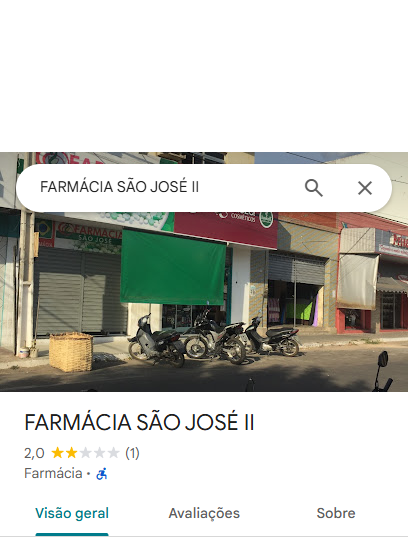 FARMÁCIA SÃO JOSÉ II
FARMACIA
SÃO JOSÉ
COSMÉTICOS
FARMÁCIA SÃO JOSÉ II
2,0 (1)
Farmácia ·
Visão geral
Avaliações
Sobre